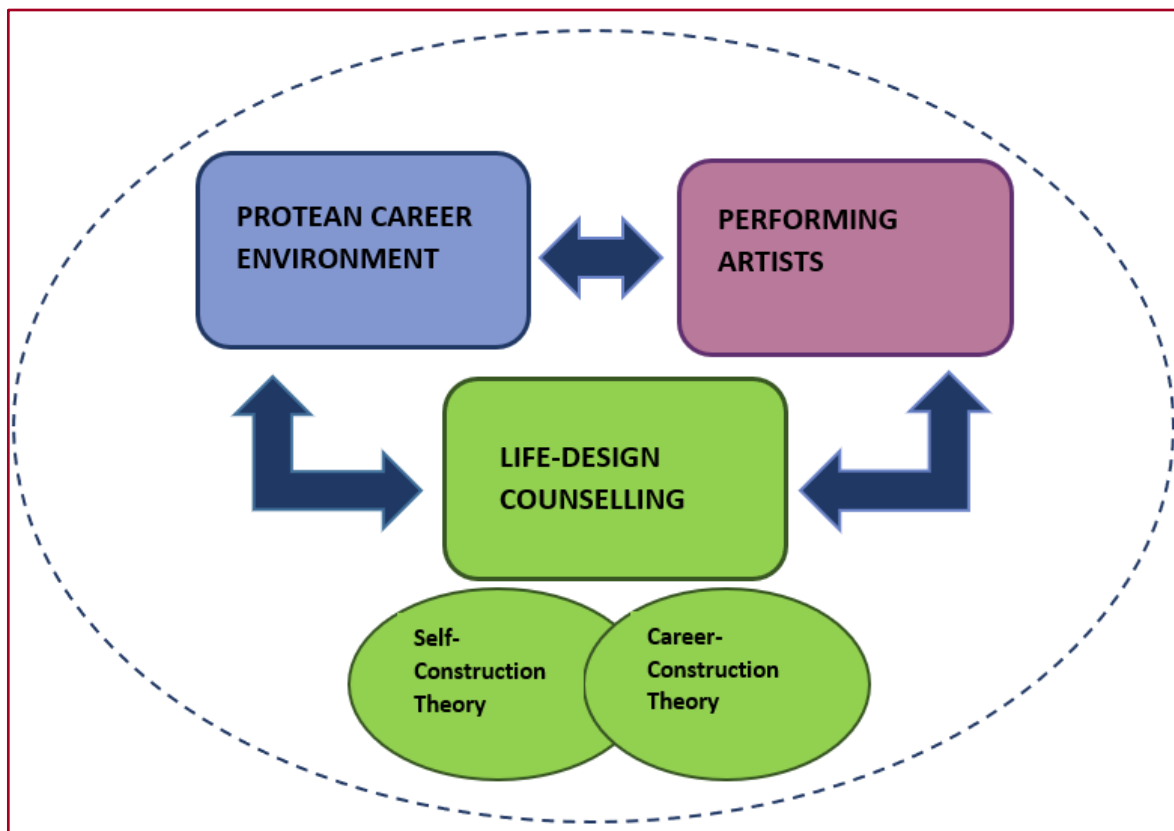 PROTEAN CAREER
ENVIRONMENT
PERFORMING
ARTISTS
LIFE-DESIGN
COUNSELLING
Self-
Construction
Theory
Career-
Construction
Theory